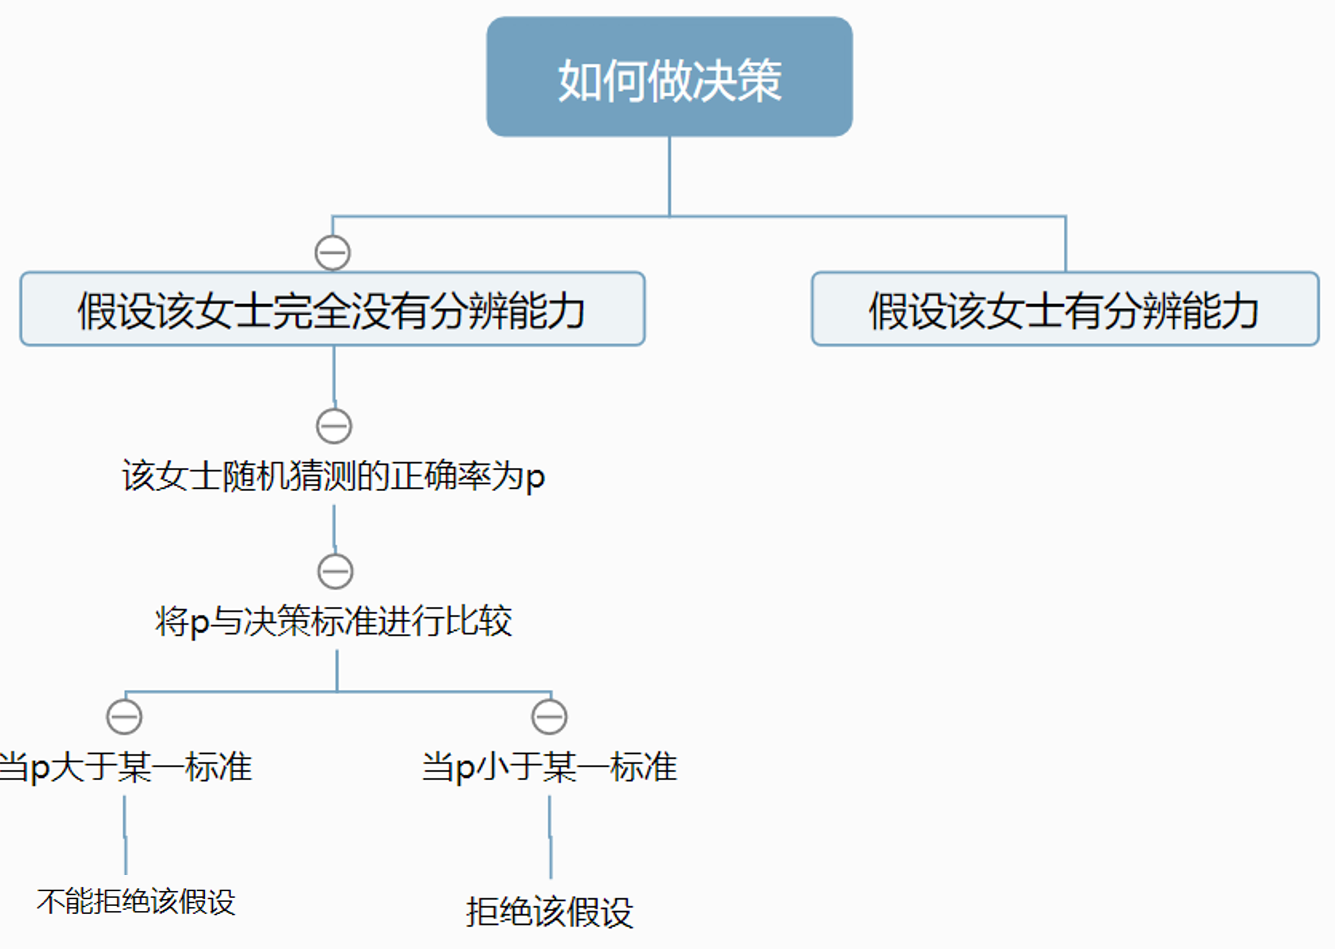 如何做决策
假设该女士完全没有分辨能力
假设该女士有分辨能力
该女士随机猜测的正确率为p
将p与决策标准进行比较
当p大于某一标准
当p小于某一标准
不能拒绝该假设
拒绝该假设